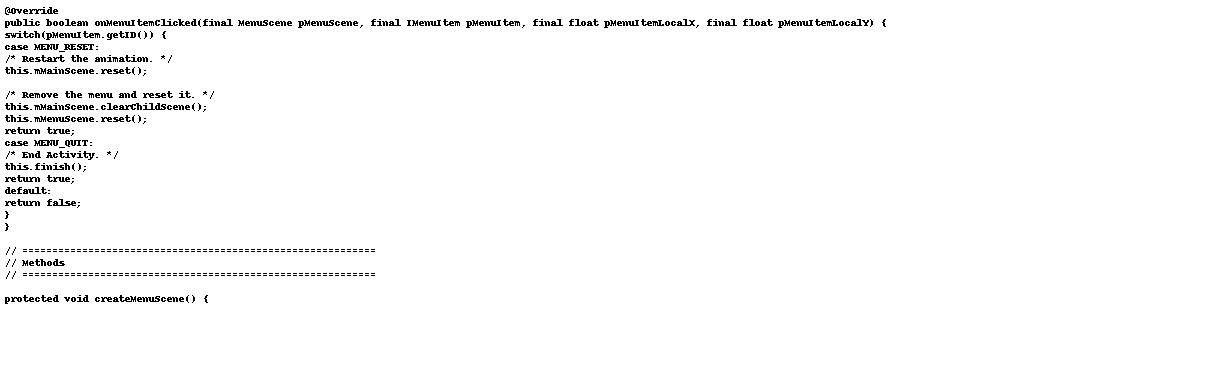 @Override
public boolean onMenuItemClicked(final MenuScene pMenuScene, final IMenuItem pMenuItem, final float pMenuItemLocalX, final float pMenuItemLocalY) {
switch(pMenuItem.getID()) {
case MENU_RESET:
/* Restart the animation. */
this.mMainScene.reset();
/* Remove the menu and reset it. */
this.mMainScene.clearChildScene();
this.mMenuScene.reset();
return true;
case MENU_QUIT:
/* End Activity. */
this.finish();
return true;
default:
return false;
}
}
// ===========================================================
// Methods
// ===========================================================
protected void createMenuScene() {